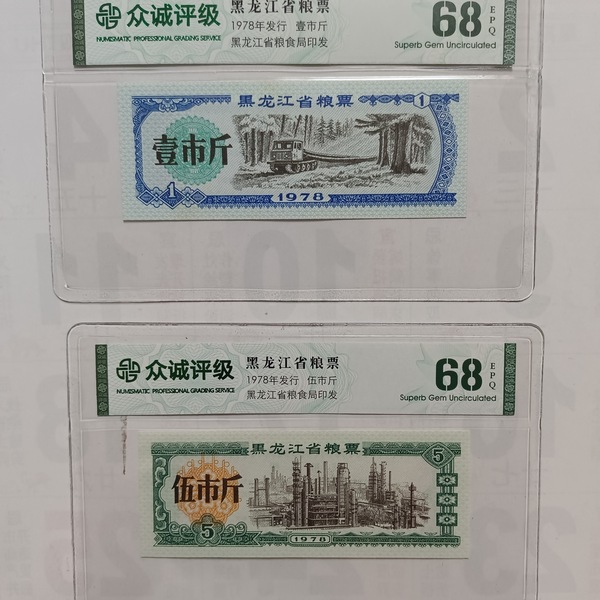 众诚评级
NUMISMATIC PROFESSIONAL GRADING SERVICE
黑龙江省粮票
1978年发行 壹市斤
黑龙江省粮食局印发
68
EPQ
Superb Gem Uncirculated
黑龙江省粮票
1
壹市斤
1
1978
众诚评级
NUMISMATIC PROFESSIONAL GRADING SERVICE
黑龙江省粮票
1978年发行 伍市斤
黑龙江省粮食局印发
68
EPQ
Superb Gem Uncirculated
黑龙江省粮票
5
伍市斤
5
1978